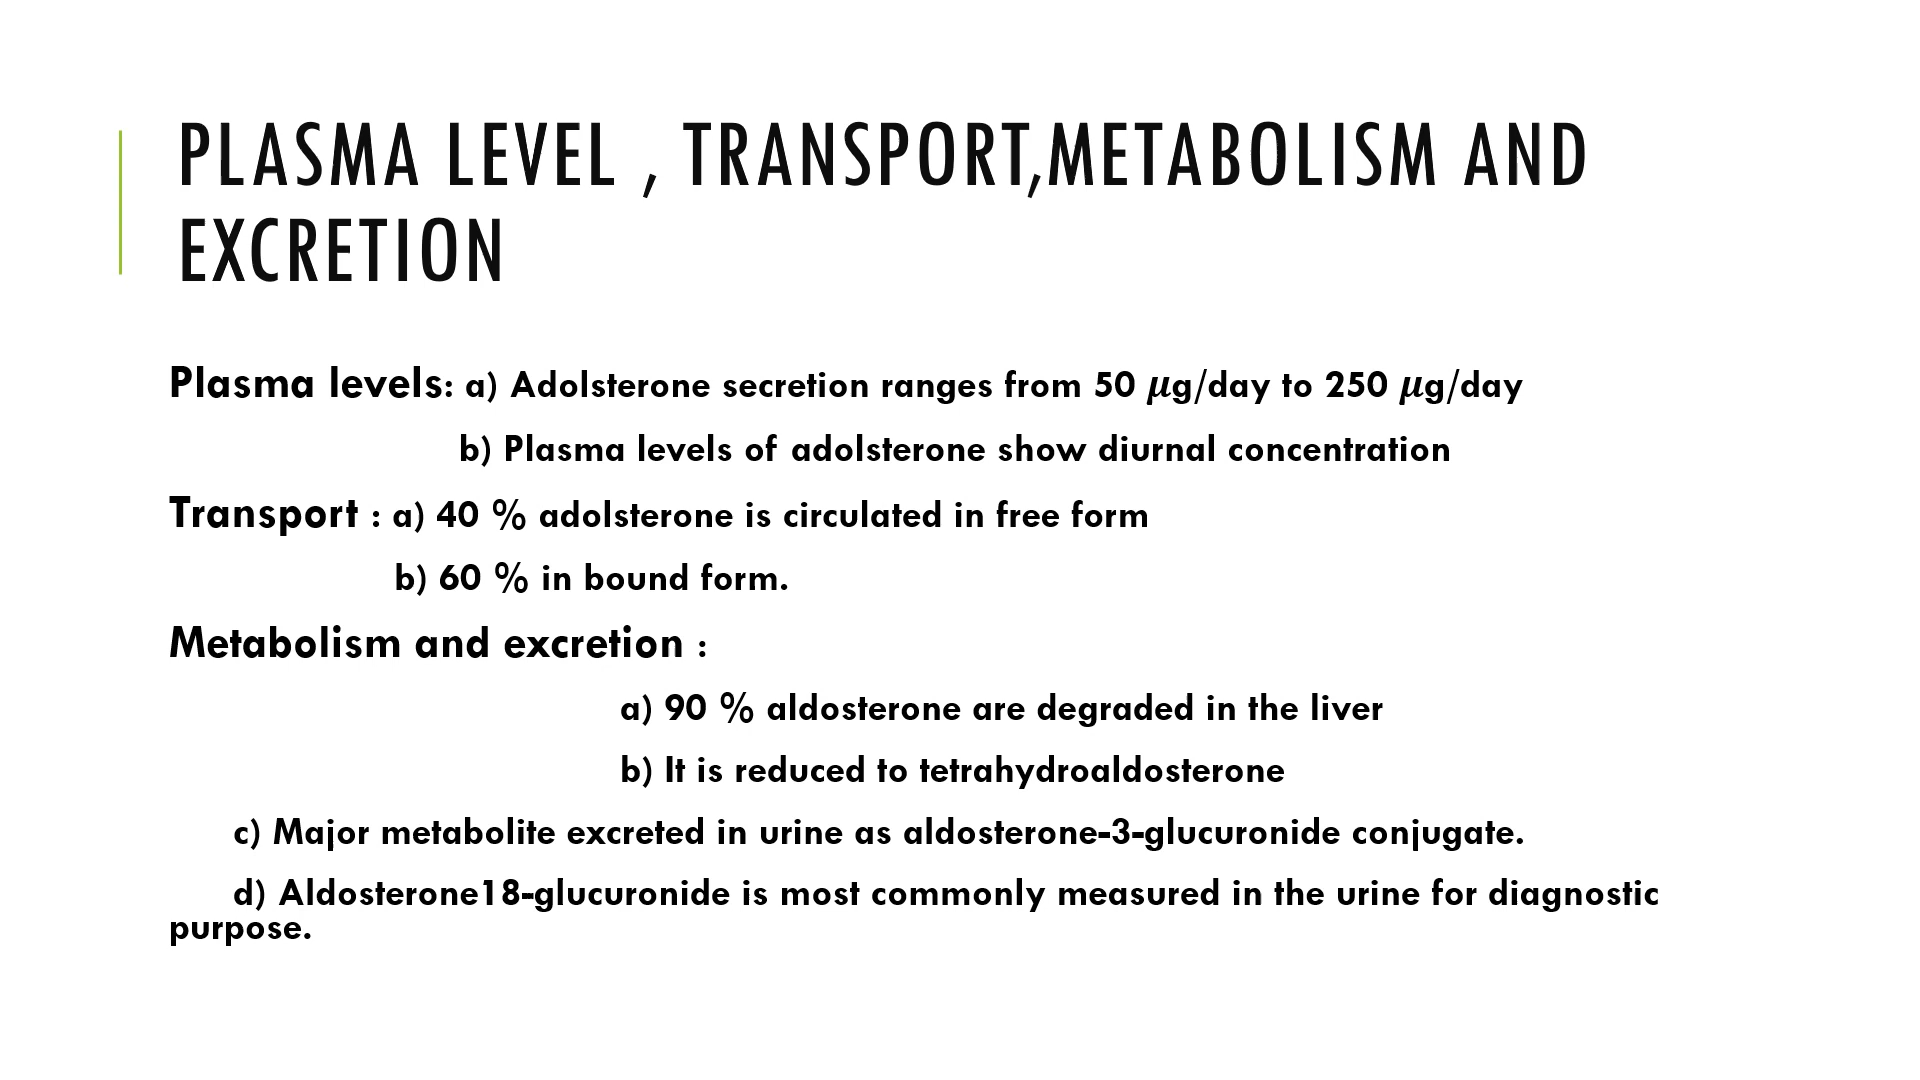 PLASMA LEVEL , TRANSPORT,METABOLISM AND
EXCRETION
Plasma levels: a) Adolsterone secretion ranges from 50 𝝁g/day to 250 𝝁g/day
b) Plasma levels of adolsterone show diurnal concentration
Transport : a) 40 % adolsterone is circulated in free form
b) 60 % in bound form.
Metabolism and excretion :
a) 90 % aldosterone are degraded in the liver
b) It is reduced to tetrahydroaldosterone
c) Major metabolite excreted in urine as aldosterone-3-glucuronide conjugate.
d) Aldosterone18-glucuronide is most commonly measured in the urine for diagnostic
purpose.